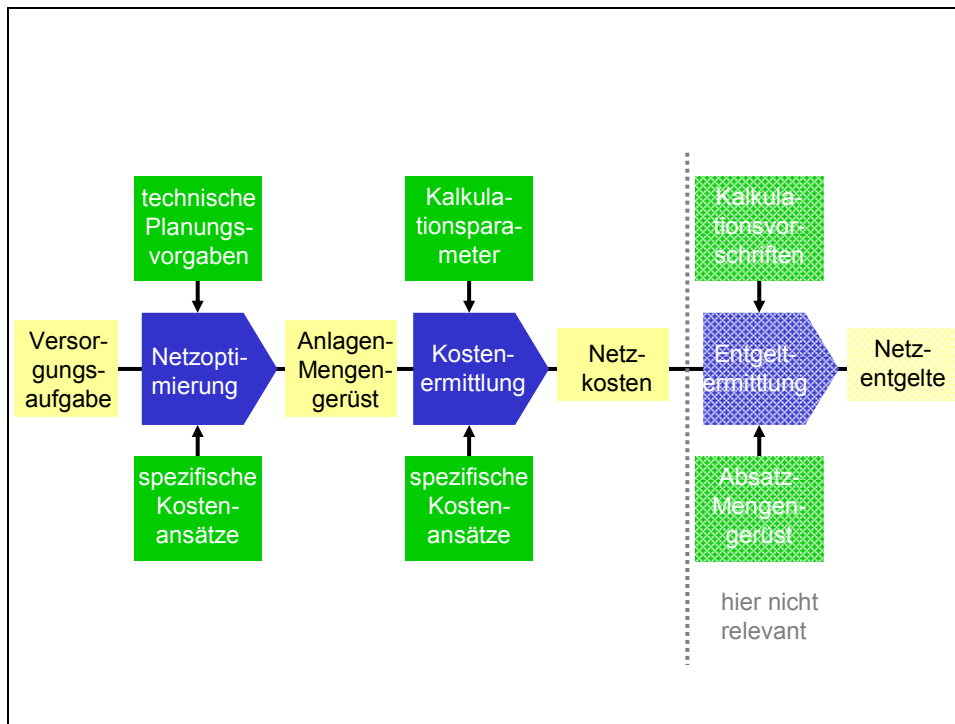 technische
Planungs-
vorgaben
Kalkula-
tionspara-
meter
Kalkula-
tionsvor-
schriften
Versor-
gungs-
aufgabe
Netzopti-
mierung
Anlagen-
Mengen-
gerüst
Kosten-
ermittlung
Netz-
kosten
Entgelt-
ermittlung
Netz-
entgelte
spezifische
Kosten-
ansätze
spezifische
Kosten-
ansätze
Absatz-
Mengen-
gerüst
hier nicht
relevant